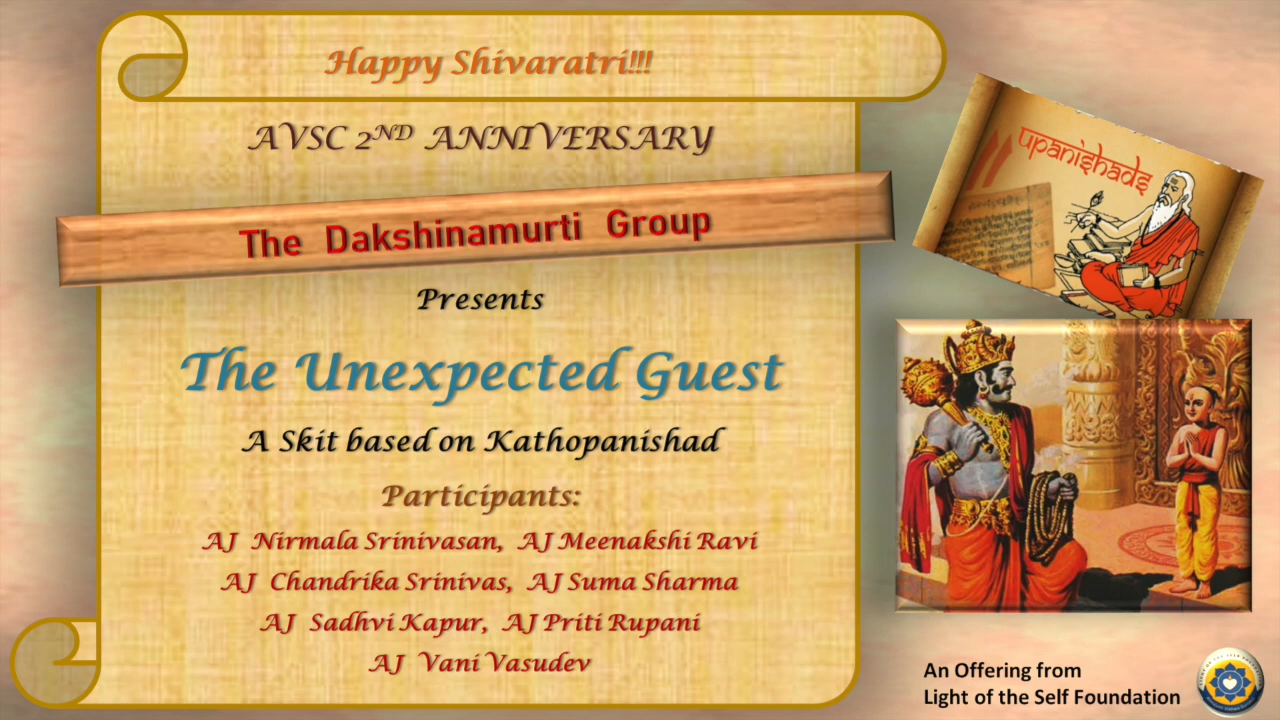 Happy Shivaratri!!!
AVSC 2ND ANNIVERSARY
The Dakshinamurti Group
Presents
The Unexpected Guest
A Skit based on Kathopanishad
Participants:
AJ Nirmala Srinivasan, AJ Meenakshi Ravi
AJ Chandrika Srinivas, AJ Suma Sharma
AJ Sadhvi Kapur, AJ Priti Rupani
AJ Vani Vasudev
upanishads
An Offering from
Light of the Self Foundation